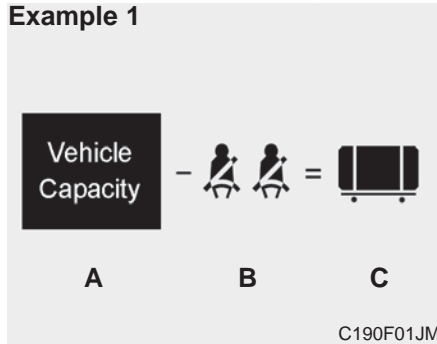 Example 1
Vehicle
Capacity
- =
A B C
C190F01JM